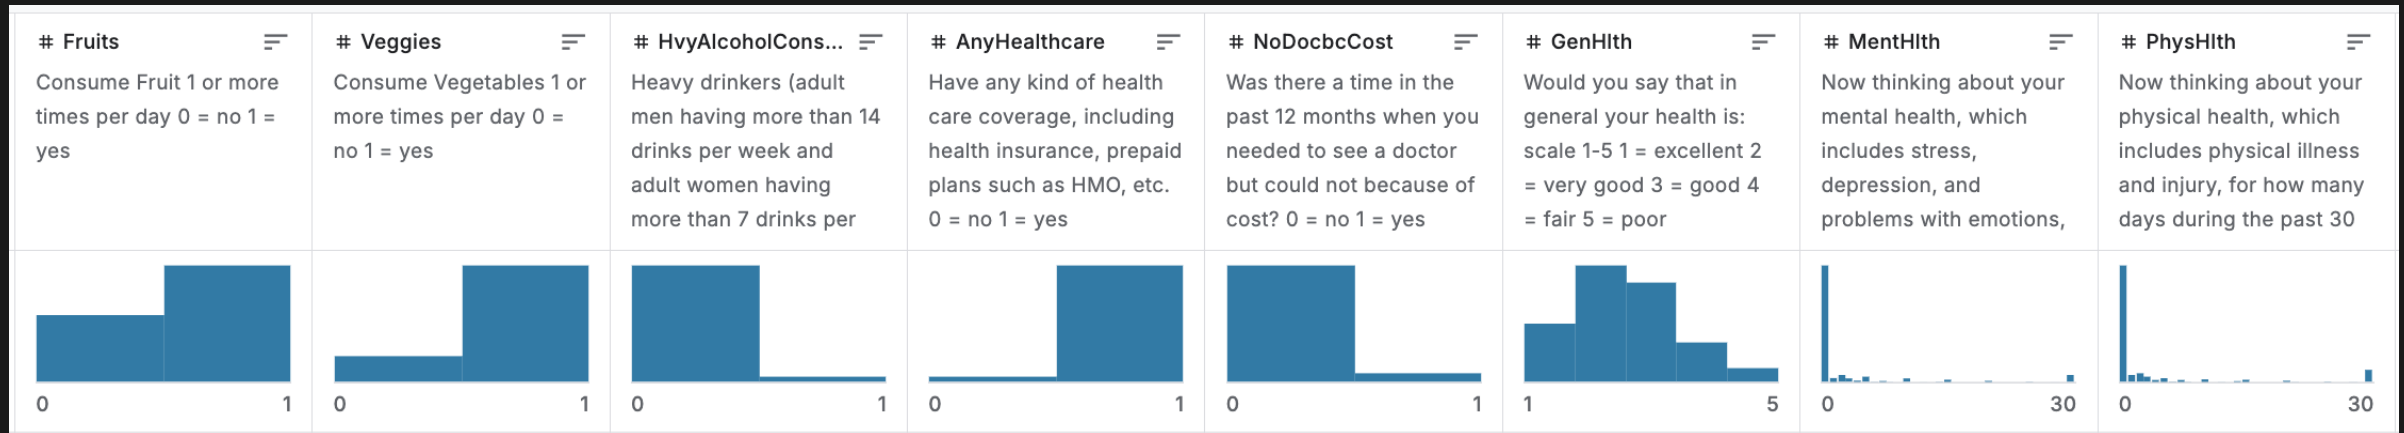 # Fruits
Consume Fruit 1 or more
times per day 0 = no 1 =
yes
0 1
# Veggies
Consume Vegetables 1 or
more times per day 0 =
no 1 = yes
0 1
# HvyAlcoholCons...
Heavy drinkers (adult
men having more than 14
drinks per week and
adult women having
more than 7 drinks per
0 1
# AnyHealthcare
Have any kind of health
care coverage, including
health insurance, prepaid
plans such as HMO, etc.
0 = no 1 = yes
0 1
# NoDocbcCost
Was there a time in the
past 12 months when you
needed to see a doctor
but could not because of
cost? 0 = no 1 = yes
0 1
# GenHlth
Would you say that in
general your health is:
scale 1-5 1 = excellent 2
= very good 3 = good 4
= fair 5 = poor
1 5
# MentHlth
Now thinking about your
mental health, which
includes stress,
depression, and
problems with emotions,
0 30
# PhysHlth
Now thinking about your
physical health, which
includes physical illness
and injury, for how many
days during the past 30
0 30